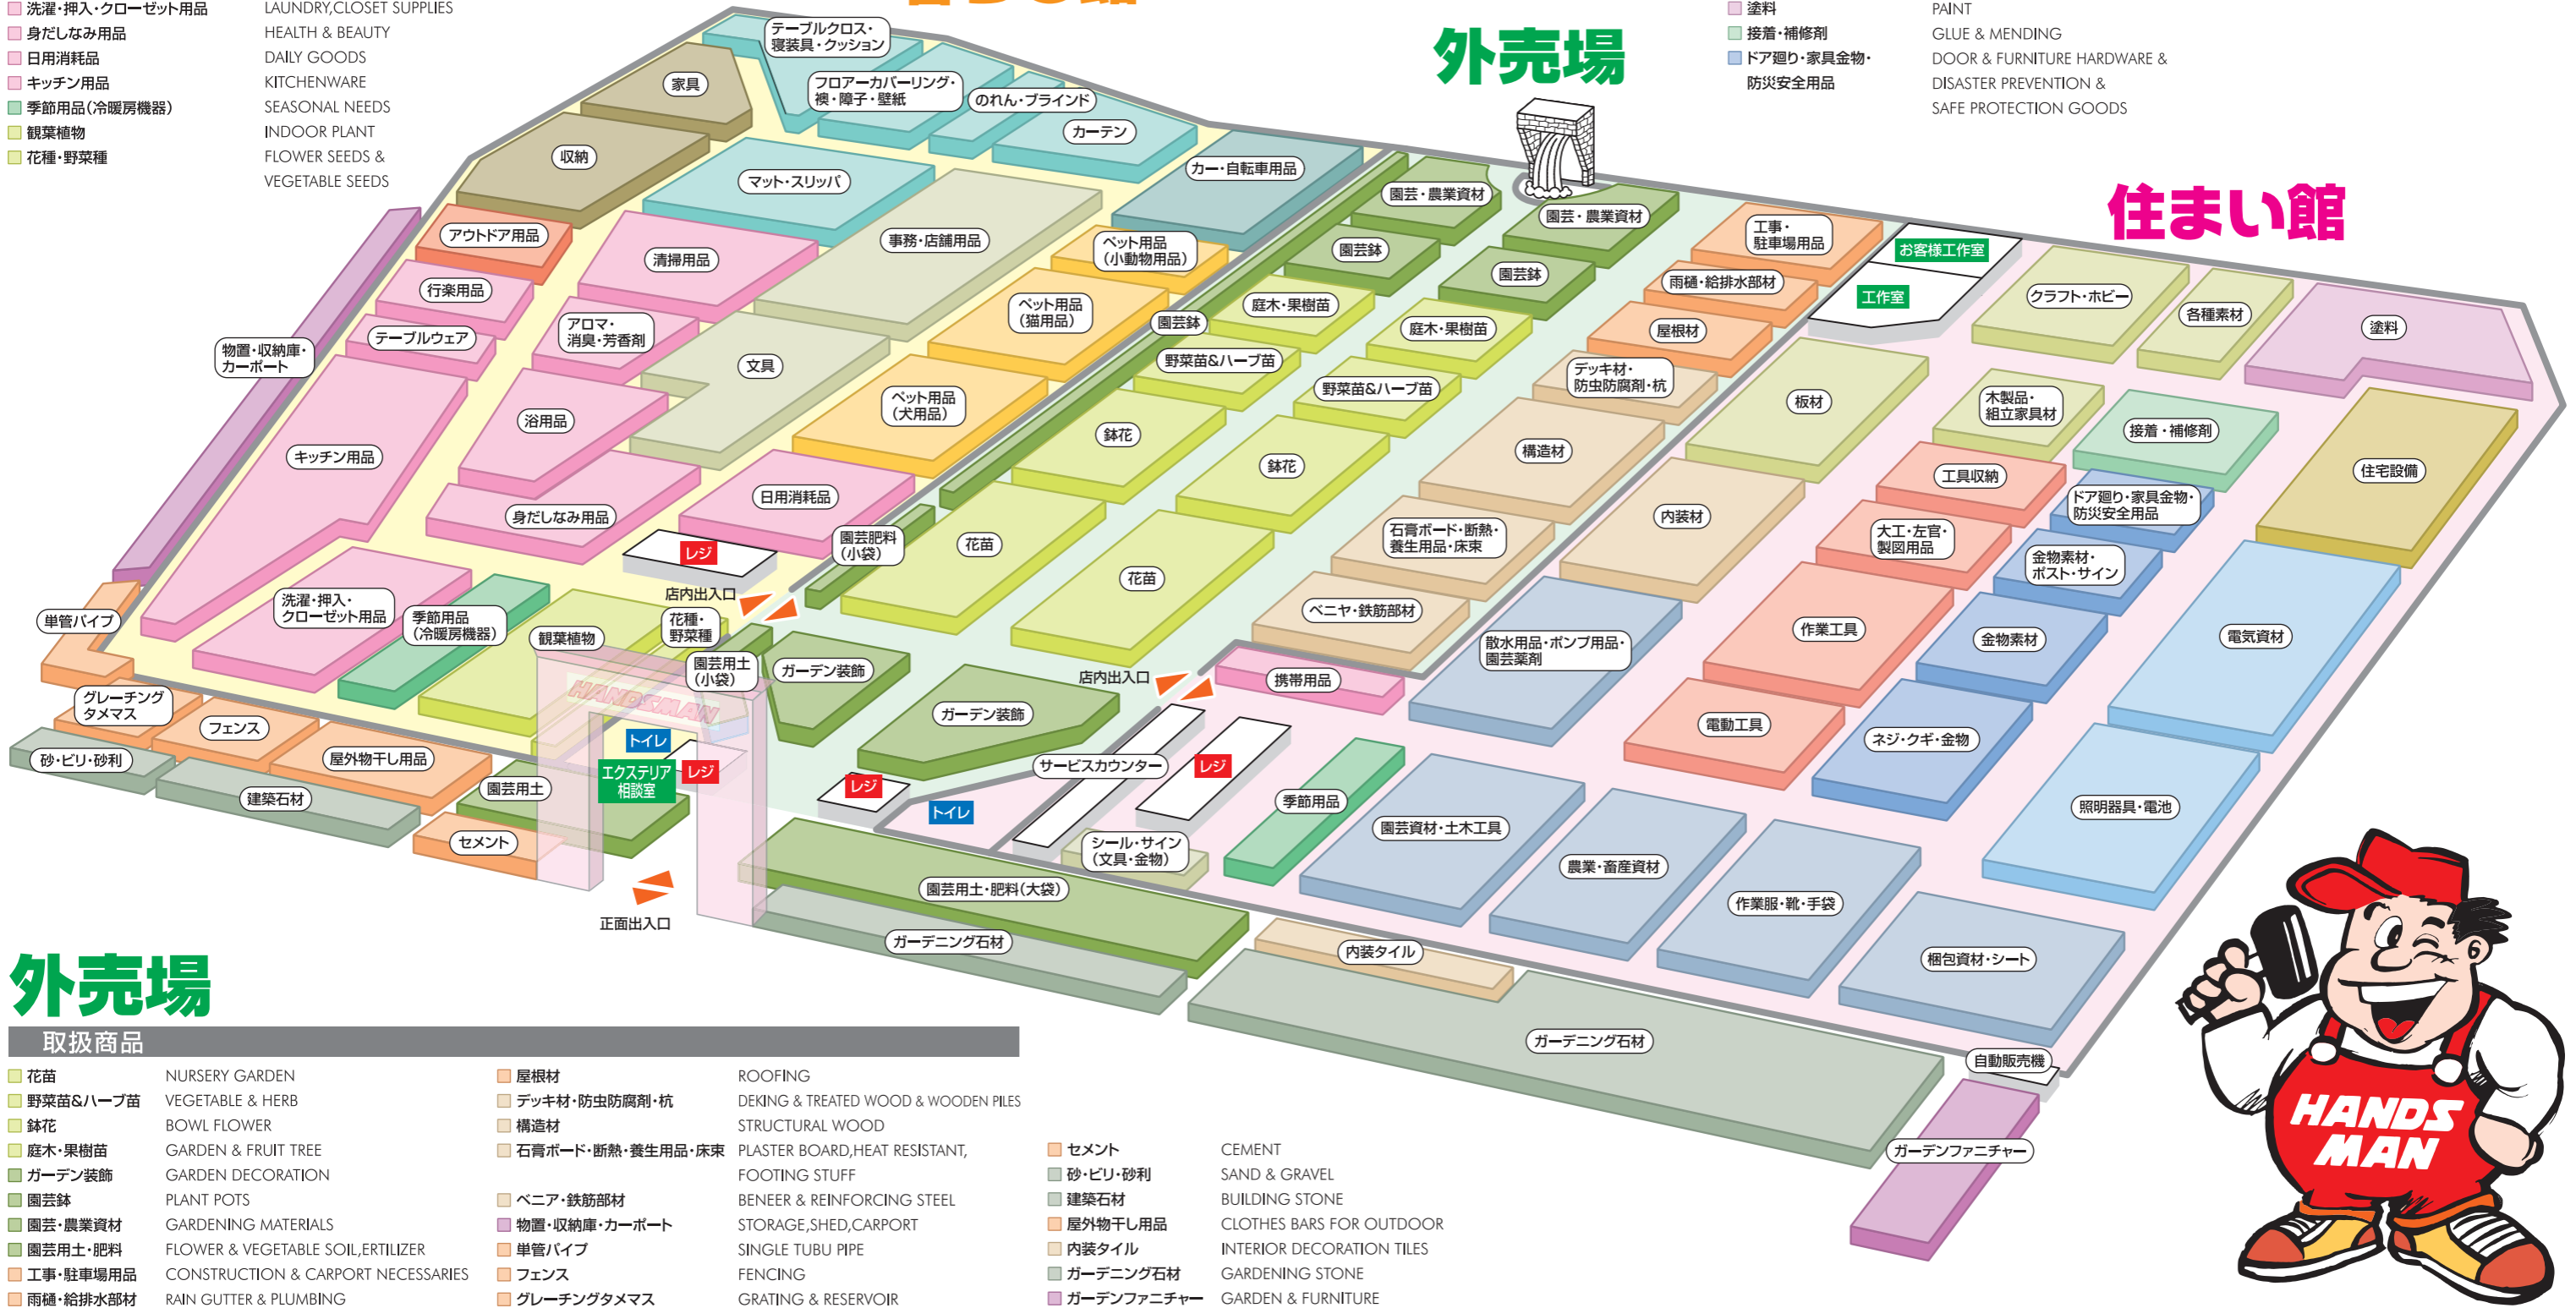 洗濯・押入・クローゼット用品 LAUNDRY,CLOSET SUPPLIES
身だしなみ用品 HEALTH & BEAUTY
日用消耗品 DAILY GOODS
キッチン用品 KITCHENWARE
季節用品(冷暖房機器) SEASONAL NEEDS
観葉植物 INDOOR PLANT
花種・野菜種 FLOWER SEEDS &
VEGETABLE SEEDS
外売場
塗料 PAINT
接着・補修剤 GLUE & MENDING
ドア廻り・家具金物・ DOOR & FURNITURE HARDWARE &
防災安全用品 DISASTER PREVENTION &
SAFE PROTECTION GOODS
住まい館
テーブルクロス・
寝装具・クッション
家具
フロアーカバーリング・
襖・障子・壁紙
のれん・ブラインド
カーテン
収納
マット・スリッパ
カー・自転車用品
アウトドア用品
清掃用品
事務・店舗用品
ペット用品
(小動物用品)
行楽用品
アロマ・
消臭・芳香剤
ペット用品
(猫用品)
テーブルウェア
物置・収納庫・
カーポート
文具
ペット用品
(犬用品)
浴用品
キッチン用品
日用消耗品
身だしなみ用品
レジ
店内出入口
洗濯・押入・
クローゼット用品
季節用品
(冷暖房機器)
観葉植物
花種・
野菜種
園芸用土
(小袋)
単管パイプ
グレーチング
タメマス
フェンス
屋外物干し用品
砂・ビリ・砂利
建築石材
園芸用土
セメント
HANDSMAN
トイレ
エクステリア
相談室
レジ
正面出入口
園芸・農業資材
園芸・農業資材
園芸鉢
園芸鉢
園芸鉢
庭木・果樹苗
庭木・果樹苗
野菜苗&ハーブ苗
野菜苗&ハーブ苗
鉢花
鉢花
園芸肥料
(小袋)
花苗
花苗
ガーデン装飾
ガーデン装飾
工事・
駐車場用品
雨樋・給排水部材
屋根材
デッキ材・
防虫防腐剤・杭
構造材
石膏ボード・断熱・
養生用品・床束
ベニヤ・鉄筋部材
店内出入口
携帯用品
サービスカウンター
レジ
レジ
トイレ
シール・サイン
(文具・金物)
季節用品
園芸用土・肥料(大袋)
ガーデニング石材
お客様工作室
工作室
クラフト・ホビー
各種素材
塗料
板材
木製品・
組立家具材
接着・補修剤
住宅設備
工具収納
ドア廻り・家具金物・
防災安全用品
内装材
大工・左官・
製図用品
金物素材・
ポスト・サイン
作業工具
金物素材
電気資材
散水用品・ポンプ用品・
園芸薬剤
電動工具
ネジ・クギ・金物
照明器具・電池
園芸資材・土木工具
農業・畜産資材
作業服・靴・手袋
梱包資材・シート
内装タイル
ガーデニング石材
自動販売機
ガーデンファニチャー
HANDS
MAN
外売場
取扱商品
花苗 NURSERY GARDEN
野菜苗&ハーブ苗 VEGETABLE & HERB
鉢花 BOWL FLOWER
庭木・果樹苗 GARDEN & FRUIT TREE
ガーデン装飾 GARDEN DECORATION
園芸鉢 PLANT POTS
園芸・農業資材 GARDENING MATERIALS
園芸用土・肥料 FLOWER & VEGETABLE SOIL,ERTILIZER
工事・駐車場用品 CONSTRUCTION & CARPORT NECESSARIES
雨樋・給排水部材 RAIN GUTTER & PLUMBING
屋根材 ROOFING
デッキ材・防虫防腐剤・杭 DEKING & TREATED WOOD & WOODEN PILES
構造材 STRUCTURAL WOOD
石膏ボード・断熱・養生用品・床束 PLASTER BOARD,HEAT RESISTANT,
FOOTING STUFF
ベニア・鉄筋部材 BENEER & REINFORCING STEEL
物置・収納庫・カーポート STORAGE,SHED,CARPORT
単管パイプ SINGLE TUBU PIPE
フェンス FENCING
グレーチングタメマス GRATING & RESERVOIR
セメント CEMENT
砂・ビリ・砂利 SAND & GRAVEL
建築石材 BUILDING STONE
屋外物干し用品 CLOTHES BARS FOR OUTDOOR
内装タイル INTERIOR DECORATION TILES
ガーデニング石材 GARDENING STONE
ガーデンファニチャー GARDEN & FURNITURE